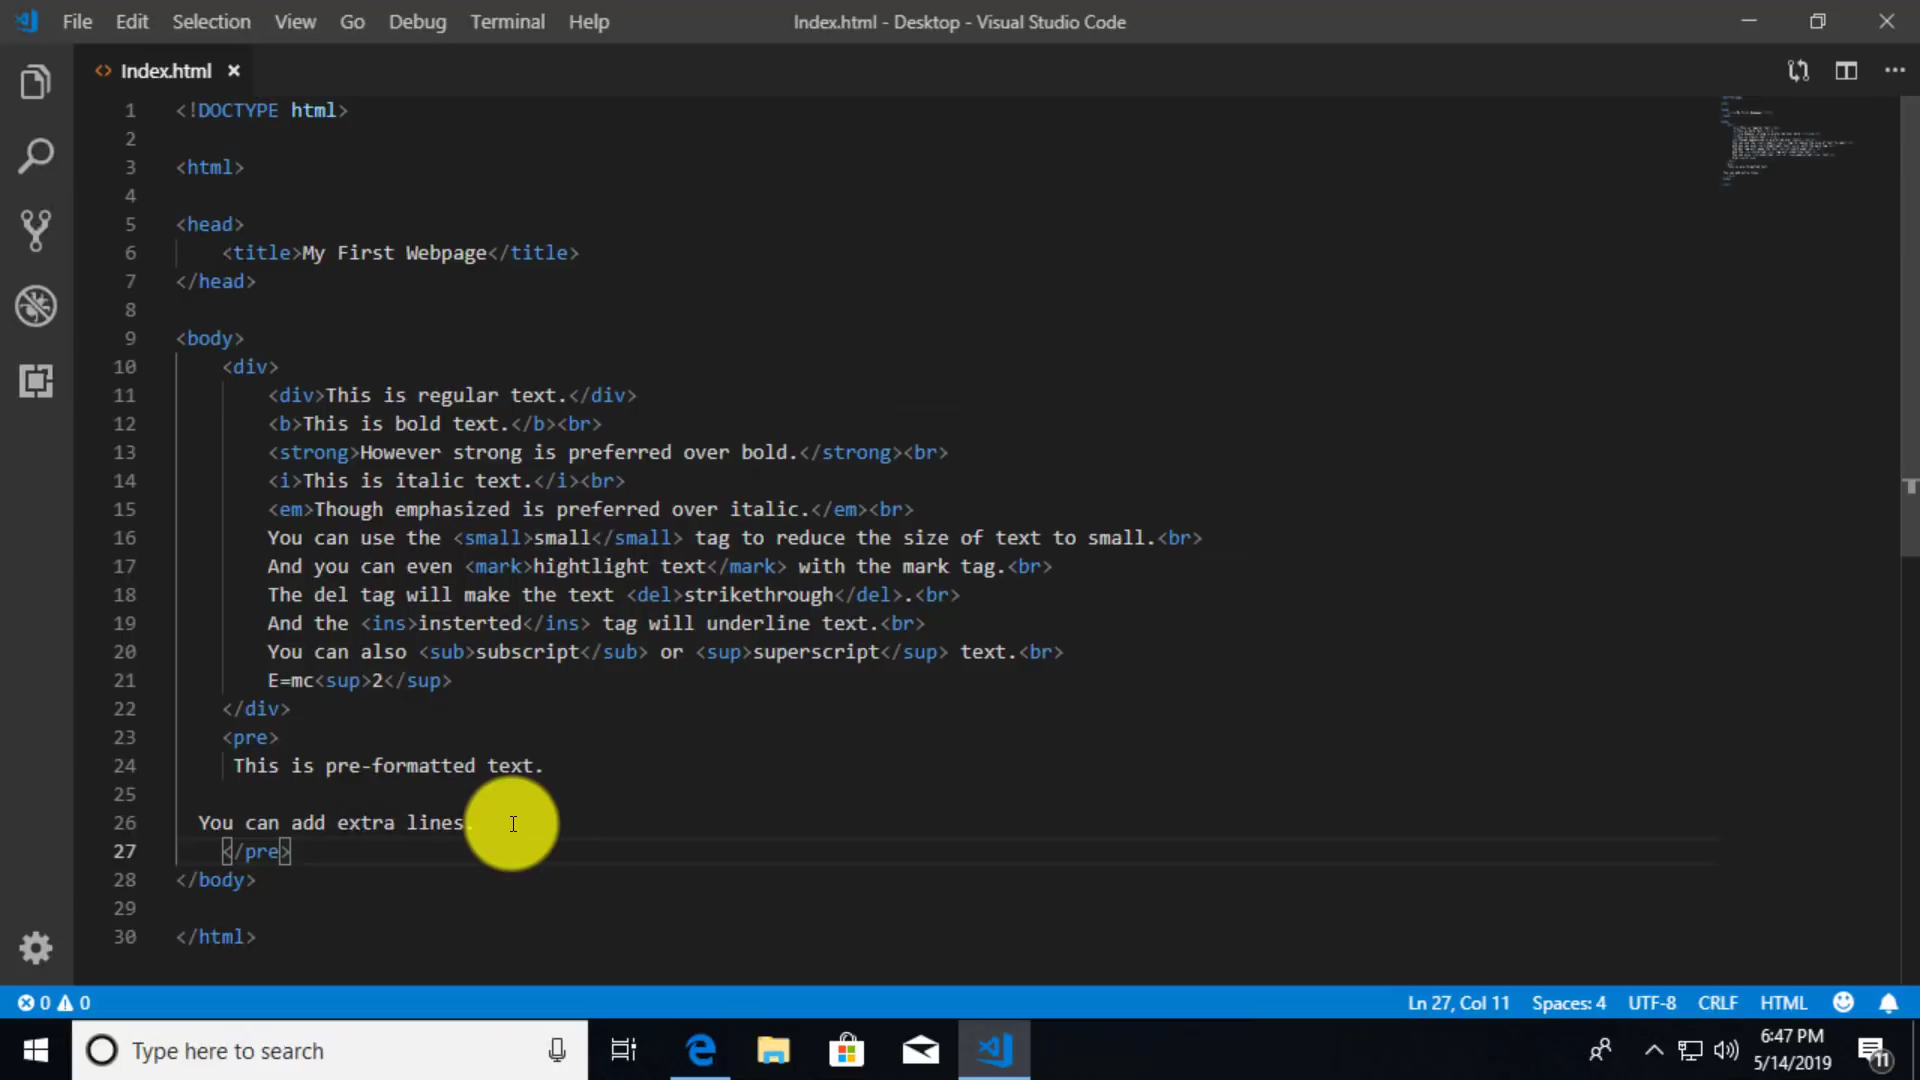 File Edit Selection View Go Debug Terminal Help Index.html - Desktop - Visual Studio Code
Index.html
1 <!DOCTYPE html>
2
3 <html>
4
5 <head>
6 <title>My First Webpage</title>
7 </head>
8
9 <body>
10 <div>
11 <div>This is regular text.</div>
12 <b>This is bold text.</b><br>
13 <strong>However strong is preferred over bold.</strong><br>
14 <i>This is italic text.</i><br>
15 <em>Though emphasized is preferred over italic.</em><br>
16 You can use the <small>small</small> tag to reduce the size of text to small.<br>
17 And you can even <mark>hightlight text</mark> with the mark tag.<br>
18 The del tag will make the text <del>strikethrough</del>.<br>
19 And the <ins>insterted</ins> tag will underline text.<br>
20 You can also <sub>subscript</sub> or <sup>superscript</sup> text.<br>
21 E=mc<sup>2</sup>
22 </div>
23 <pre>
24 This is pre-formatted text.
25
26 You can add extra lines.
27 </pre>
28 </body>
29
30 </html>
0 0 Ln 27, Col 11 Spaces: 4 UTF-8 CRLF HTML
Type here to search
6:47 PM
5/14/2019
11